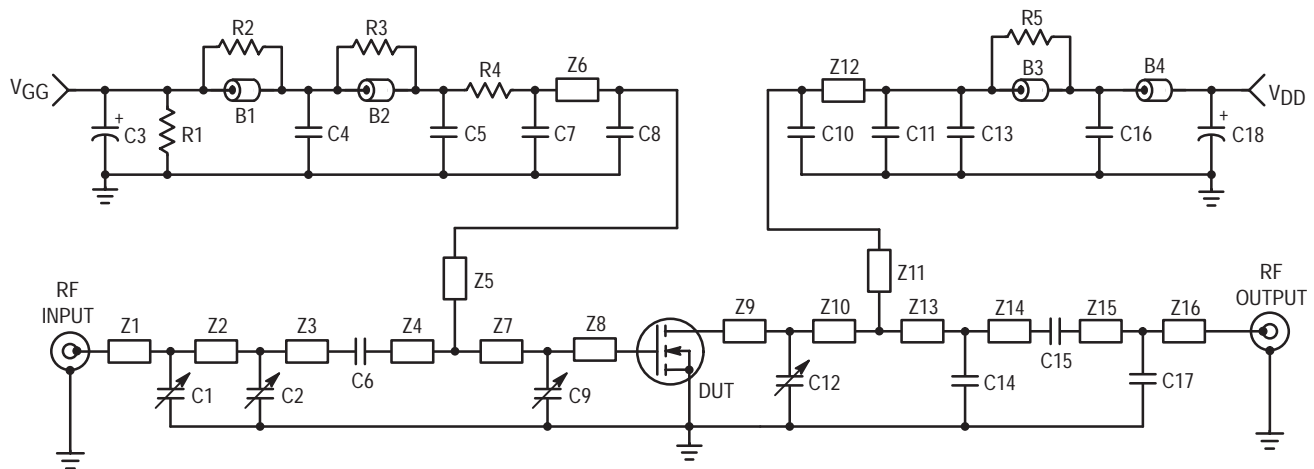 R2
R3
R4
Z6
VGG
B1
B2
+
C3
R1
C4
C5
C7
C8
R5
Z12
B3
B4
VDD
C10
C11
C13
C16
+
C18
Z5
Z11
RF
INPUT
Z1
Z2
Z3
Z4
Z7
Z8
Z9
Z10
Z13
Z14
Z15
Z16
RF
OUTPUT
C1
C2
C6
C9
DUT
C12
C14
C15
C17